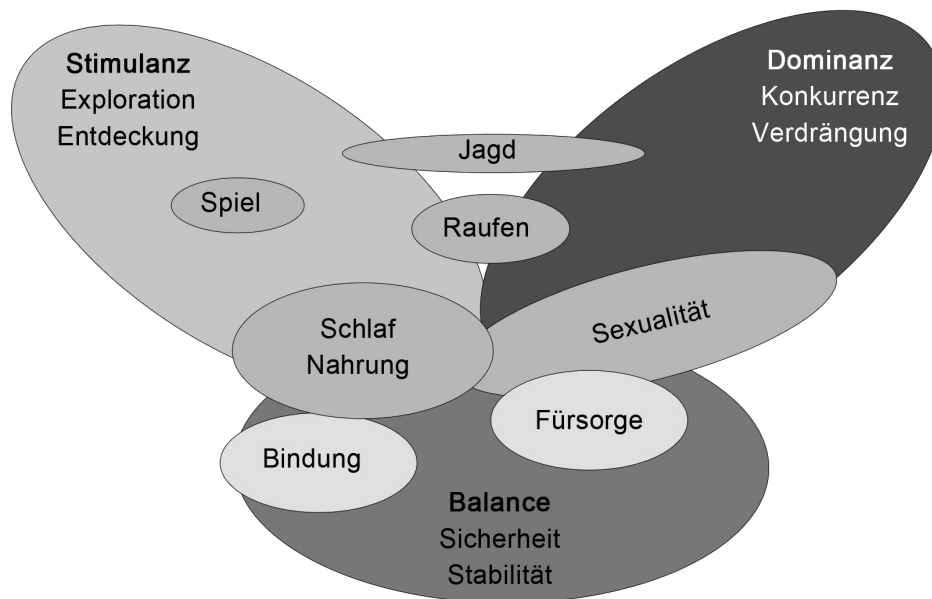 Stimulanz
Exploration
Entdeckung
Dominanz
Konkurrenz
Verdrängung
Jagd
Spiel
Raufen
Schlaf
Nahrung
Sexualität
Fürsorge
Bindung
Balance
Sicherheit
Stabilität